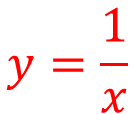 y = 1/x